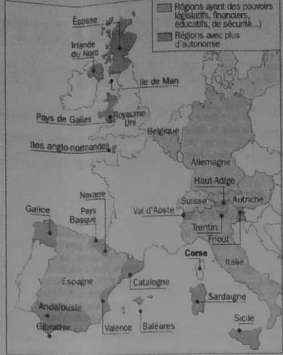 Régions ayant des pouvoirs
législatifs, financiers,
éducatifs, de sécurité...)
Régions avec plus
d'autonomie
Écosse
Irlande
du Nord
Ile de Man
Pays de Galles
Royaume
Uni
Belgique
Iles anglo-normandes
Allemagne
Haut-Adige
Navarre
Suisse
Autriche
Galice
Pays
Basque
Val d'Aoste
Trentin
Frioul
Corse
Italie
Espagne
Catalogne
Sardaigne
Andalousie
Sicile
Gibraltar
Valence
Baléares